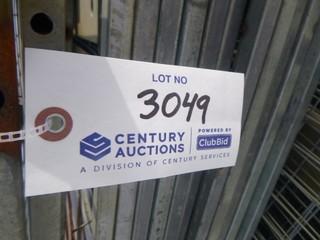 LOT NO
3049
CENTURY AUCTIONS
POWERED BY
ClubBid
A DIVISION OF CENTURY SERVICES